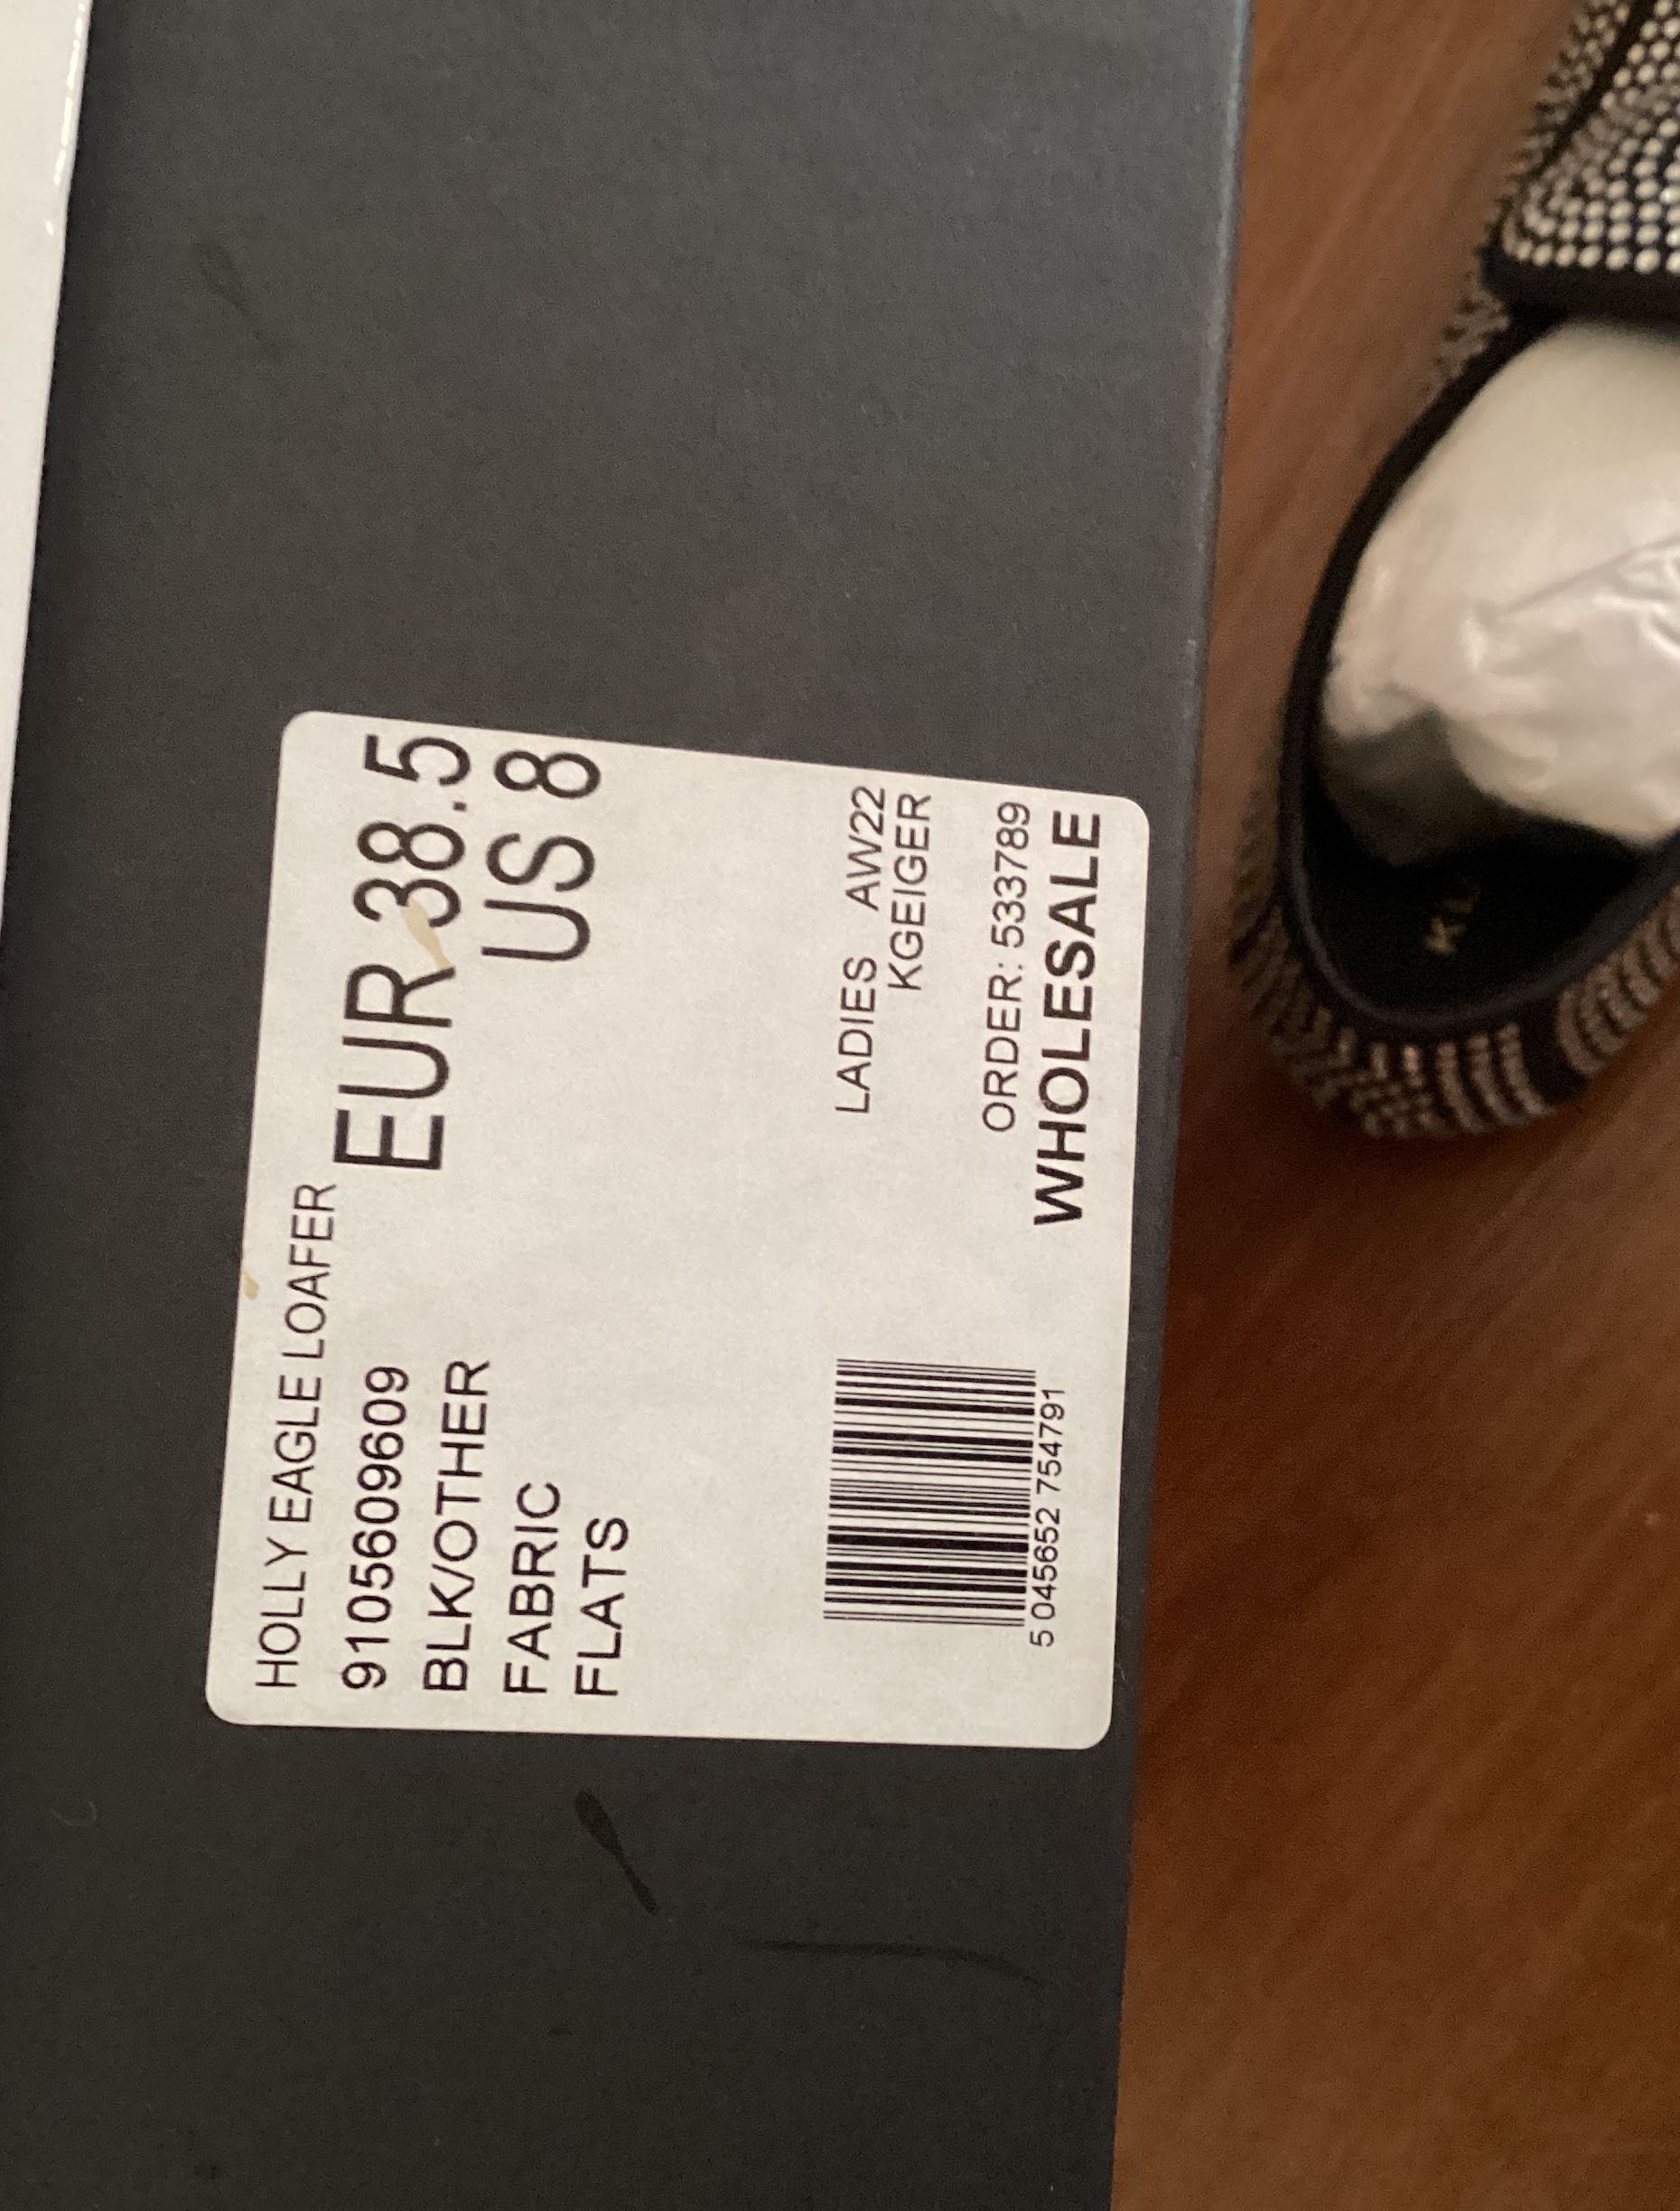 HOLLY EAGLE LOAFER
9105609609
BLK/OTHER
FABRIC
FLATS
EUR 38.5
US 8
LADIES AW22
KGEIGER
ORDER: 533789
WHOLESALE
5 045652 754791